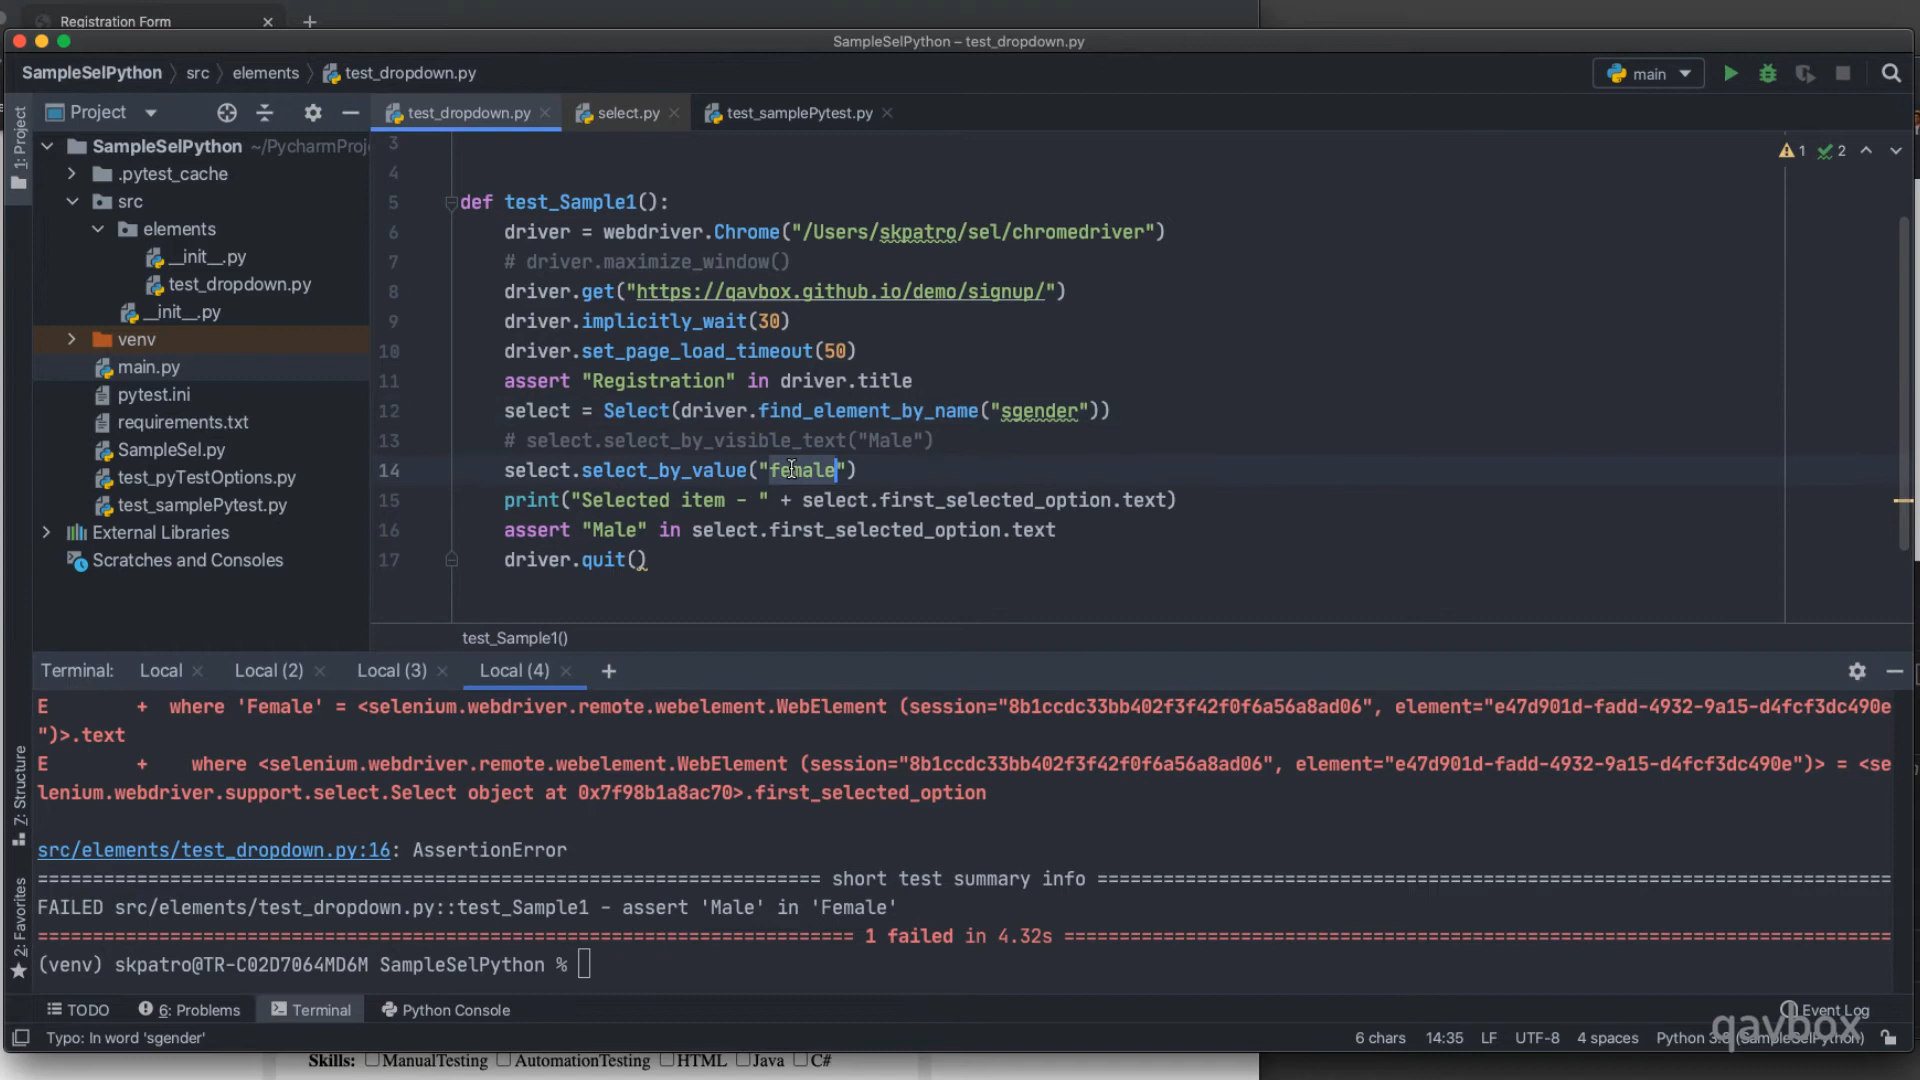 Registration Form
SampleSelPython – test_dropdown.py
SampleSelPython src elements test_dropdown.py main
Project test_dropdown.py select.py test_samplePytest.py
1: Project
SampleSelPython ~/PycharmProj
.pytest_cache
src
elements
__init__.py
test_dropdown.py
__init__.py
venv
main.py
pytest.ini
requirements.txt
SampleSel.py
test_pyTestOptions.py
test_samplePytest.py
External Libraries
Scratches and Consoles
1 2
3
4
5 def test_Sample1():
6 driver = webdriver.Chrome("/Users/skpatro/sel/chromedriver")
7 # driver.maximize_window()
8 driver.get("https://qavbox.github.io/demo/signup/")
9 driver.implicitly_wait(30)
10 driver.set_page_load_timeout(50)
11 assert "Registration" in driver.title
12 select = Select(driver.find_element_by_name("sgender"))
13 # select.select_by_visible_text("Male")
14 select.select_by_value("female")
15 print("Selected item - " + select.first_selected_option.text)
16 assert "Male" in select.first_selected_option.text
17 driver.quit()
test_Sample1()
Terminal: Local Local (2) Local (3) Local (4)
E + where 'Female' = <selenium.webdriver.remote.webelement.WebElement (session="8b1ccdc33bb402f3f42f0f6a56a8ad06", element="e47d901d-fadd-4932-9a15-d4fcf3dc490e
")>.text
E + where <selenium.webdriver.remote.webelement.WebElement (session="8b1ccdc33bb402f3f42f0f6a56a8ad06", element="e47d901d-fadd-4932-9a15-d4fcf3dc490e")> = <se
lenium.webdriver.support.select.Select object at 0x7f98b1a8ac70>.first_selected_option
src/elements/test_dropdown.py:16: AssertionError
======================================================================= short test summary info ========================================================================
FAILED src/elements/test_dropdown.py::test_Sample1 - assert 'Male' in 'Female'
========================================================================== 1 failed in 4.32s ===========================================================================
(venv) skpatro@TR-C02D7064MD6M SampleSelPython %
Z: Structure
2: Favorites
TODO 6: Problems Terminal Python Console Event Log
Typo: In word 'sgender' 6 chars 14:35 LF UTF-8 4 spaces Python 3.8 (SampleSelPython)
qavbox
Skills: ManualTesting AutomationTesting HTML Java C#